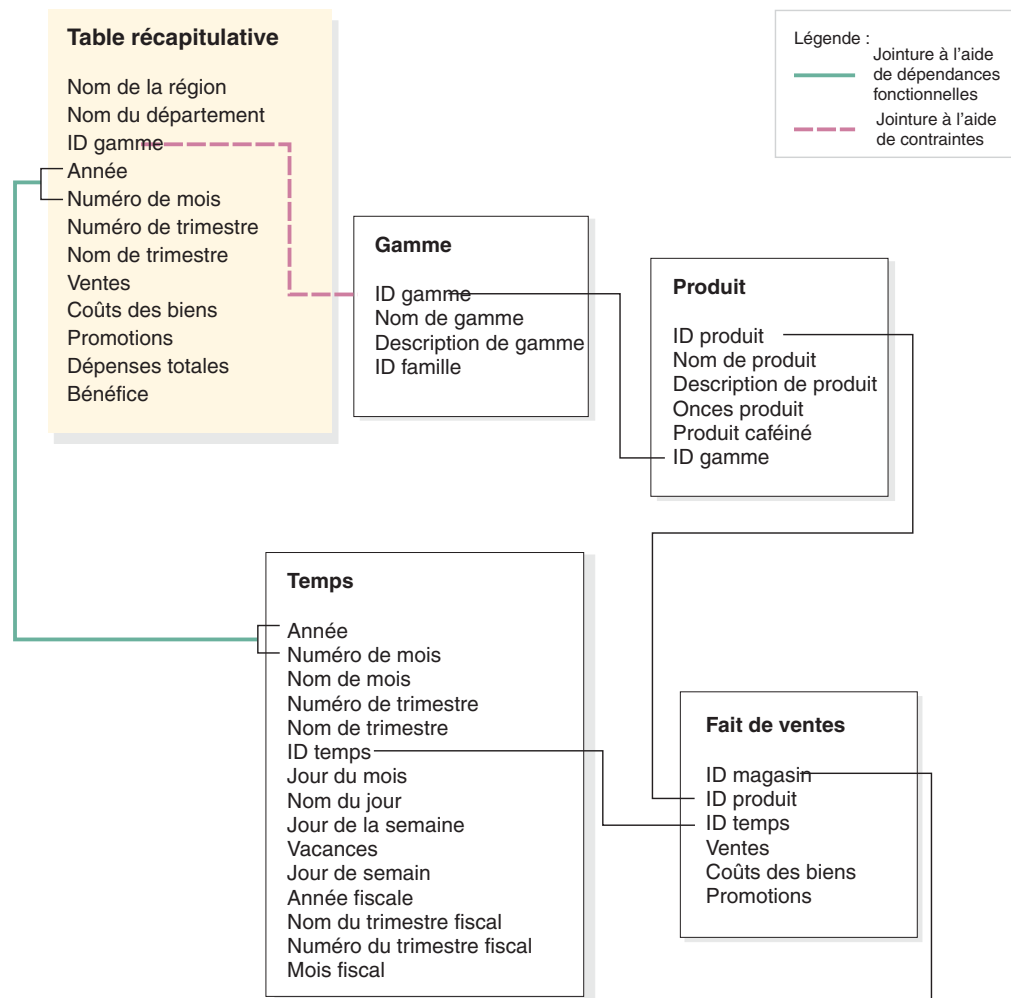 Table récapitulative
Nom de la région
Nom du département
ID gamme
Année
Numéro de mois
Numéro de trimestre
Nom de trimestre
Ventes
Coûts des biens
Promotions
Dépenses totales
Bénéfice
Légende :
Jointure à l'aide
de dépendances
fonctionnelles
Jointure à l'aide
de contraintes
Gamme
ID gamme
Nom de gamme
Description de gamme
ID famille
Produit
ID produit
Nom de produit
Description de produit
Onces produit
Produit caféiné
ID gamme
Temps
Année
Numéro de mois
Nom de mois
Numéro de trimestre
Nom de trimestre
ID temps
Jour du mois
Nom du jour
Jour de la semaine
Vacances
Jour de semain
Année fiscale
Nom du trimestre fiscal
Numéro du trimestre fiscal
Mois fiscal
Fait de ventes
ID magasin
ID produit
ID temps
Ventes
Coûts des biens
Promotions